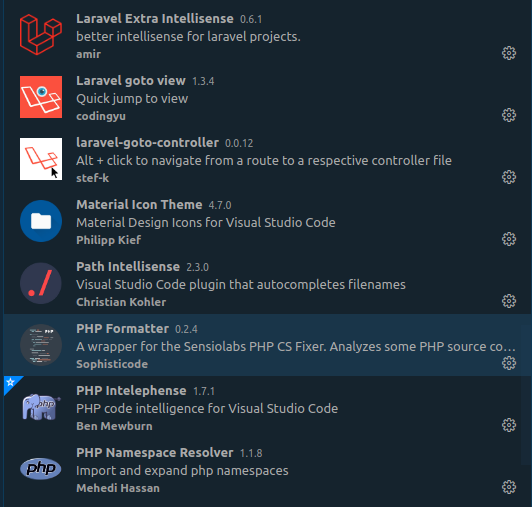 Laravel Extra Intellisense 0.6.1
better intellisense for laravel projects.
amir
Laravel goto view 1.3.4
Quick jump to view
codingyu
laravel-goto-controller 0.0.12
Alt + click to navigate from a route to a respective controller file
stef-k
Material Icon Theme 4.7.0
Material Design Icons for Visual Studio Code
Philipp Kief
Path Intellisense 2.3.0
Visual Studio Code plugin that autocompletes filenames
Christian Kohler
PHP Formatter 0.2.4
A wrapper for the Sensiolabs PHP CS Fixer. Analyzes some PHP source co...
Sophisticode
PHP Intelephense 1.7.1
PHP code intelligence for Visual Studio Code
Ben Mewburn
PHP Namespace Resolver 1.1.8
Import and expand php namespaces
Mehedi Hassan